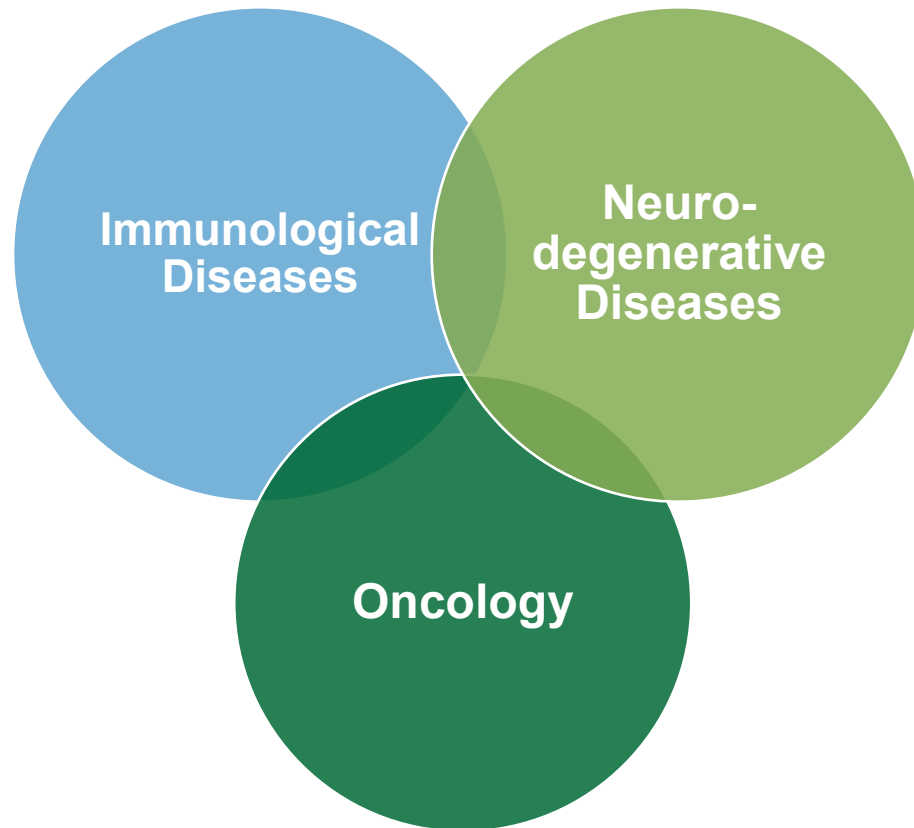 Immunological
Diseases
Neuro-
degenerative
Diseases
Oncology